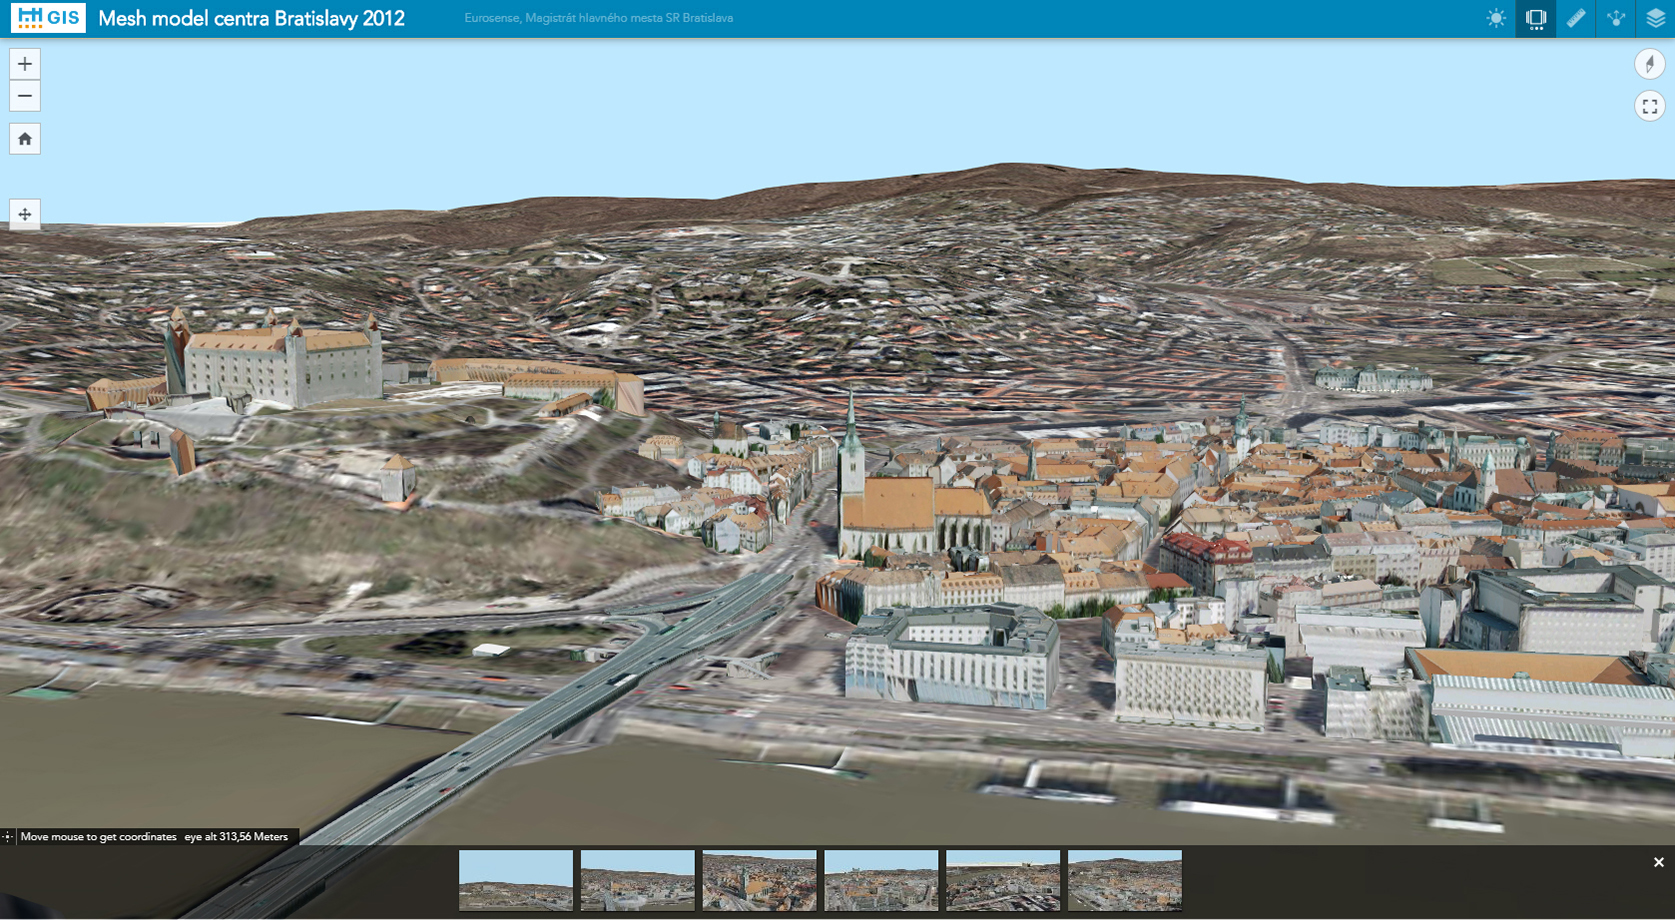 GIS
Mesh model centra Bratislavy 2012
Eurosense, Magistrát hlavného mesta SR Bratislava
Move mouse to get coordinates eye alt 313,56 Meters